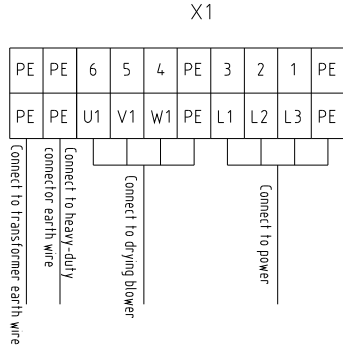 X1
PE PE 6 5 4 PE 3 2 1 PE
PE PE U1 V1 W1 PE L1 L2 L3 PE
Connect to transformer earth wire
Connect to heavy-duty
connector earth wire
Connect to drying blower
Connect to power